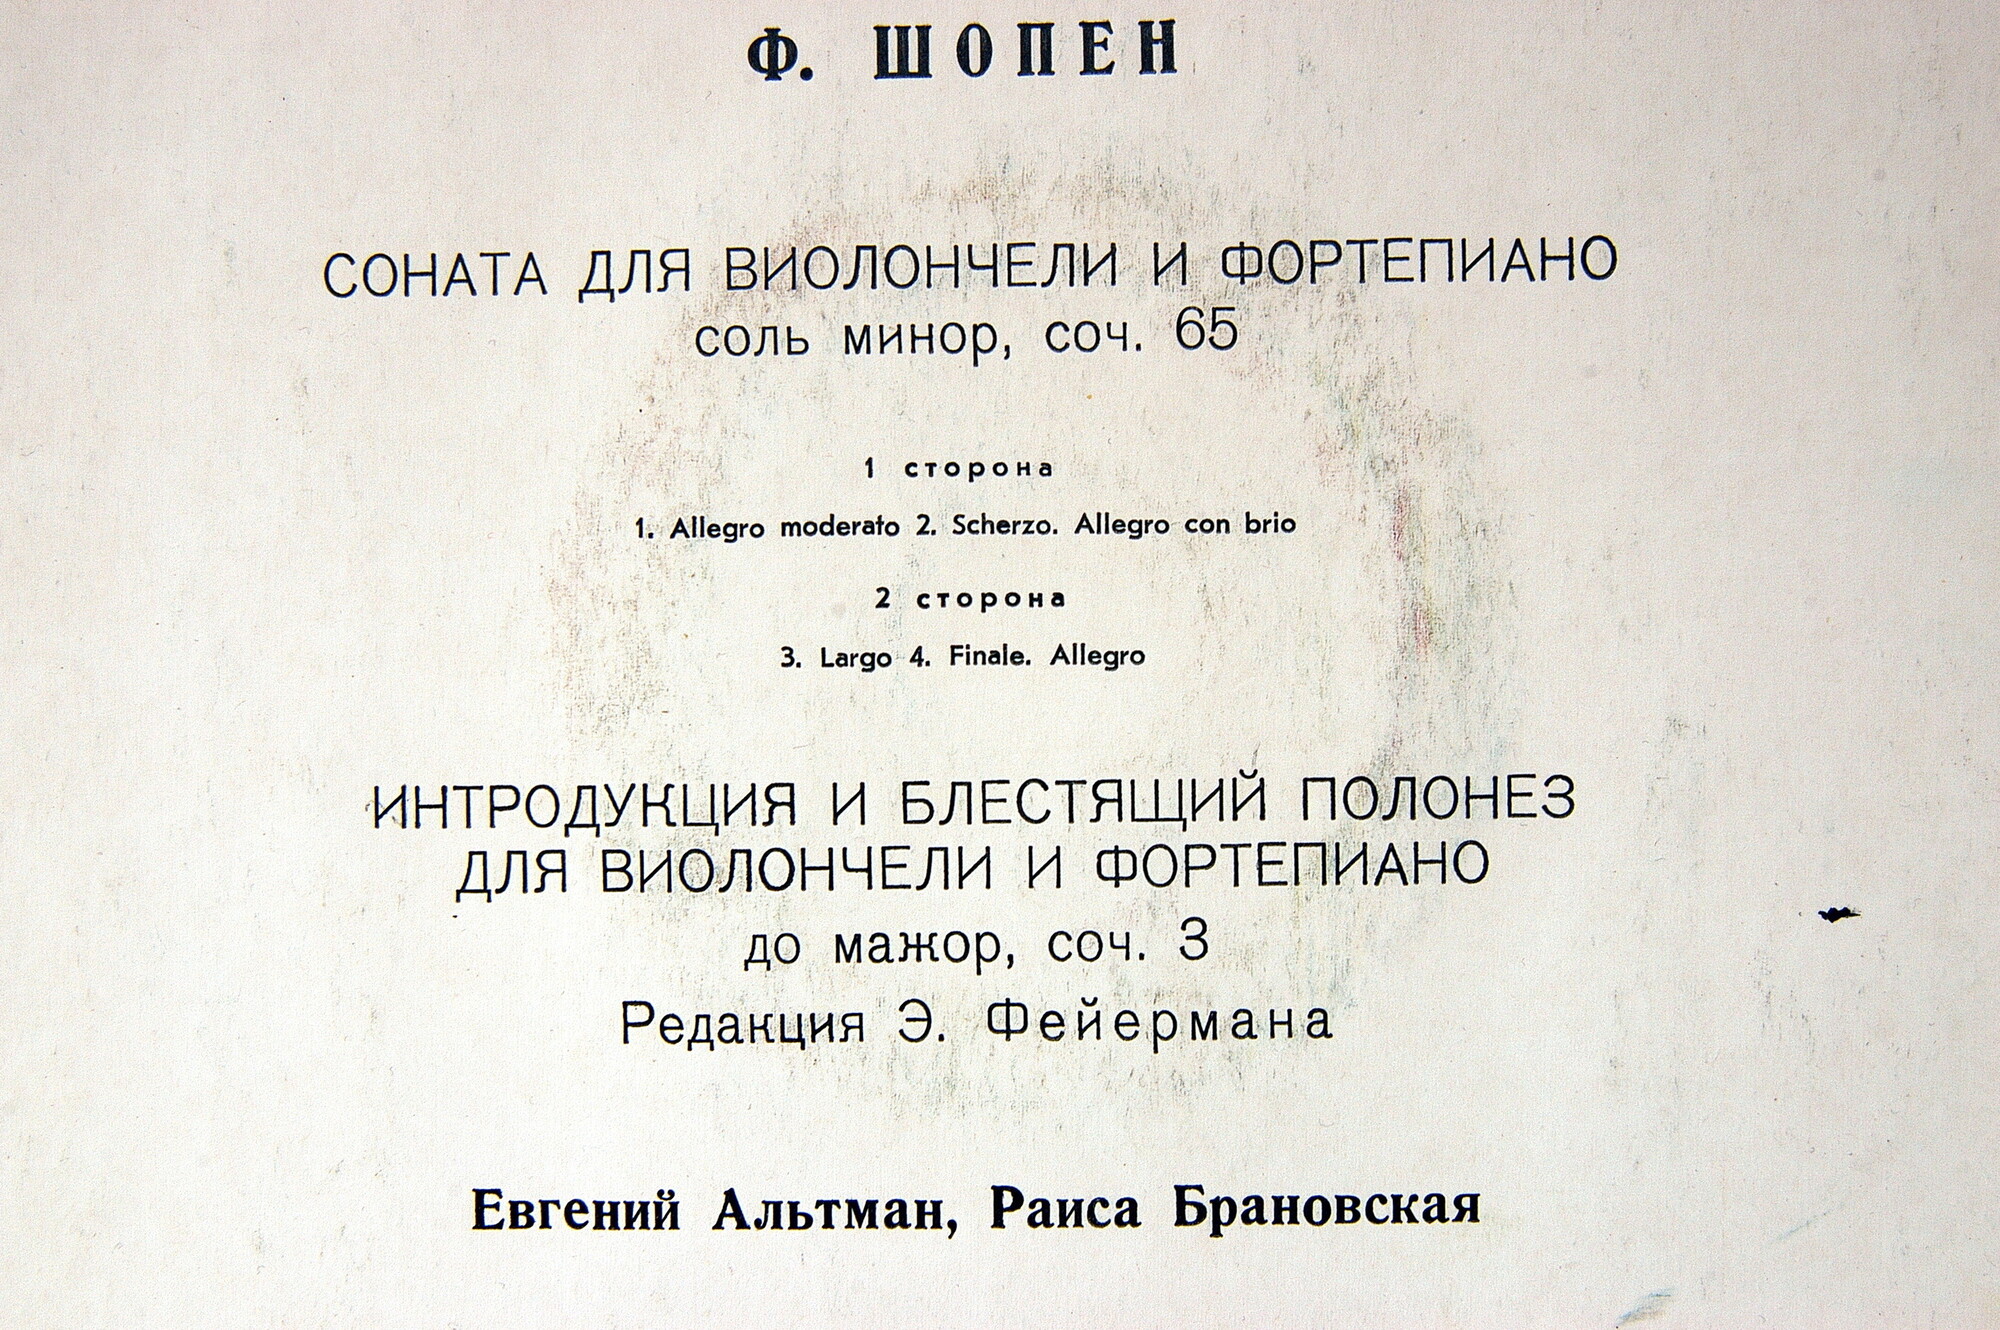 Ф. ШОПЕН
СОНАТА ДЛЯ ВИОЛОНЧЕЛИ И ФОРТЕПИАНО
соль минор, соч. 65
1 сторона
1. Allegro moderato 2. Scherzo. Allegro con brio
2 сторона
3. Largo 4. Finale. Allegro
ИНТРОДУКЦИЯ И БЛЕСТЯЩИЙ ПОЛОНЕЗ
ДЛЯ ВИОЛОНЧЕЛИ И ФОРТЕПИАНО
до мажор, соч. 3
Редакция Э. Фейермана
Евгений Альтман, Раиса Брановская